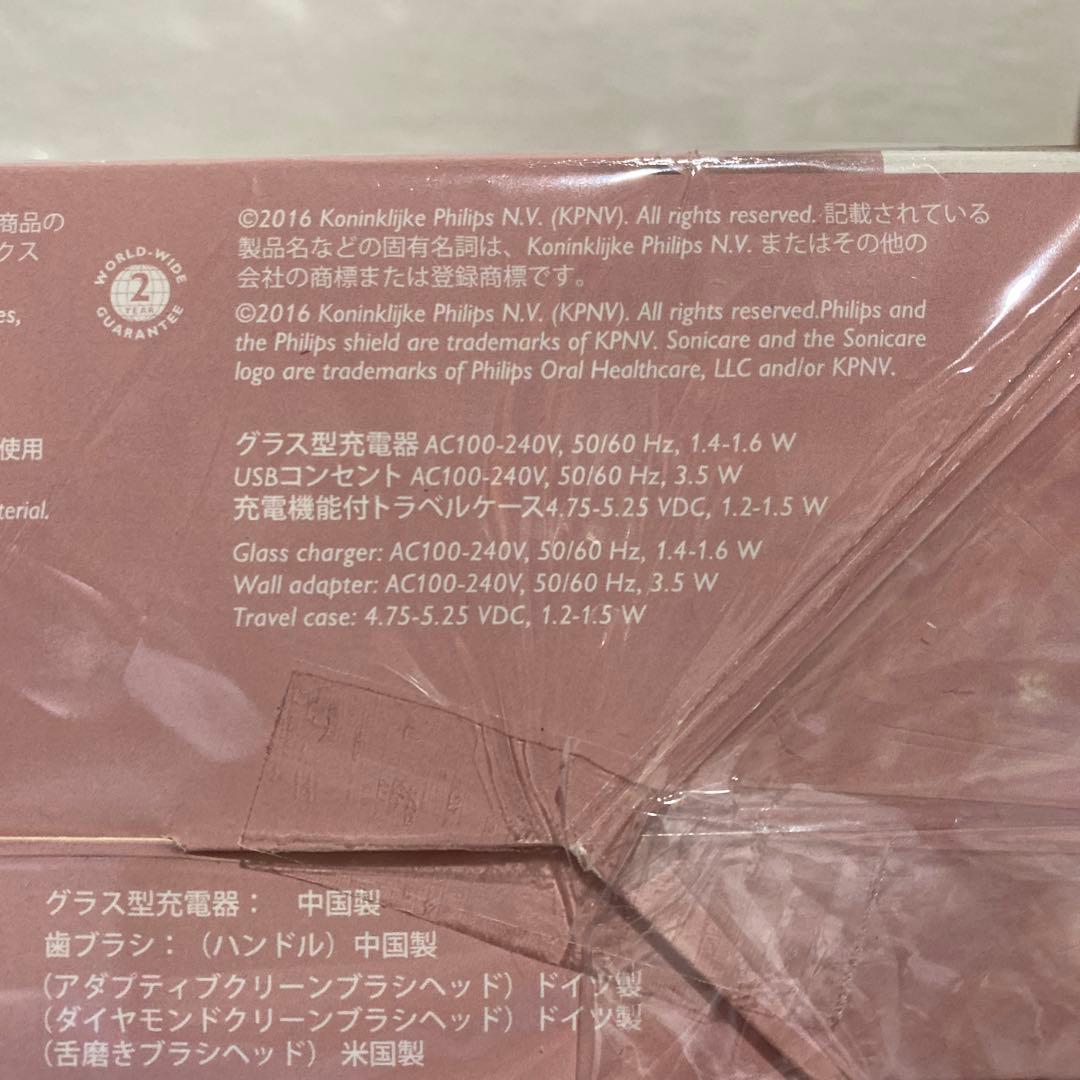 商品の
ックス
es,
使用
terial.
WORLD-WIDE
2
YEAR
GUARANTEE
©2016 Koninklijke Philips N.V. (KPNV). All rights reserved. 記載されている
製品名などの固有名詞は、Koninklijke Philips N.V. またはその他の
会社の商標または登録商標です。
©2016 Koninklijke Philips N.V. (KPNV). All rights reserved.Philips and
the Philips shield are trademarks of KPNV. Sonicare and the Sonicare
logo are trademarks of Philips Oral Healthcare, LLC and/or KPNV.
グラス型充電器 AC100-240V, 50/60 Hz, 1.4-1.6 W
USBコンセント AC100-240V, 50/60 Hz, 3.5 W
充電機能付トラベルケース4.75-5.25 VDC, 1.2-1.5 W
Glass charger: AC100-240V, 50/60 Hz, 1.4-1.6 W
Wall adapter: AC100-240V, 50/60 Hz, 3.5 W
Travel case: 4.75-5.25 VDC, 1.2-1.5 W
グラス型充電器： 中国製
歯ブラシ：（ハンドル）中国製
（アダプティブクリーンブラシヘッド）ドイツ製
（ダイヤモンドクリーンブラシヘッド）ドイツ製
（舌磨きブラシヘッド） 米国製